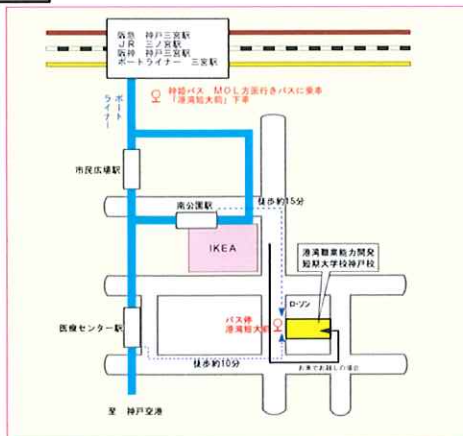 阪急 神戸三宮駅
JR 三ノ宮駅
阪神 神戸三宮駅
ポートライナー 三宮駅
神姫バス MOL方面行きバスに乗車
「港湾短大前」下車
ポートライナー
市民広場駅
南公園駅
徒歩約15分
IKEA
港湾職業能力開発
短期大学校神戸校
ローソン
バス停
港湾短大前
医療センター駅
お車でお越しの場合
徒歩約10分
至 神戸空港